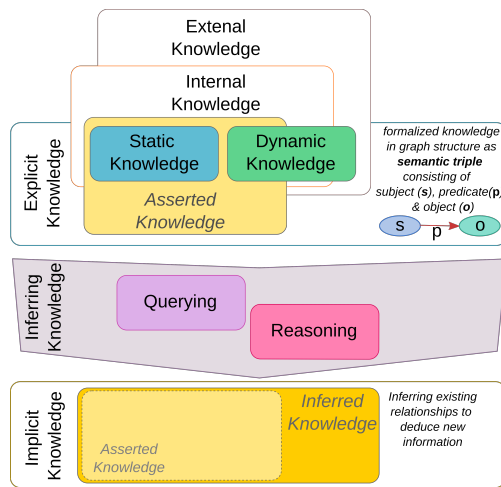 Extenal
Knowledge
Internal
Knowledge
Explicit
Knowledge
Static
Knowledge
Dynamic
Knowledge
Asserted
Knowledge
formalized knowledge
in graph structure as
semantic triple
consisting of
subject (s), predicate(p)
& object (o)
s
p
o
Inferring
Knowledge
Querying
Reasoning
Implicit
Knowledge
Asserted
Knowledge
Inferred
Knowledge
Inferring existing
relationships to
deduce new
information